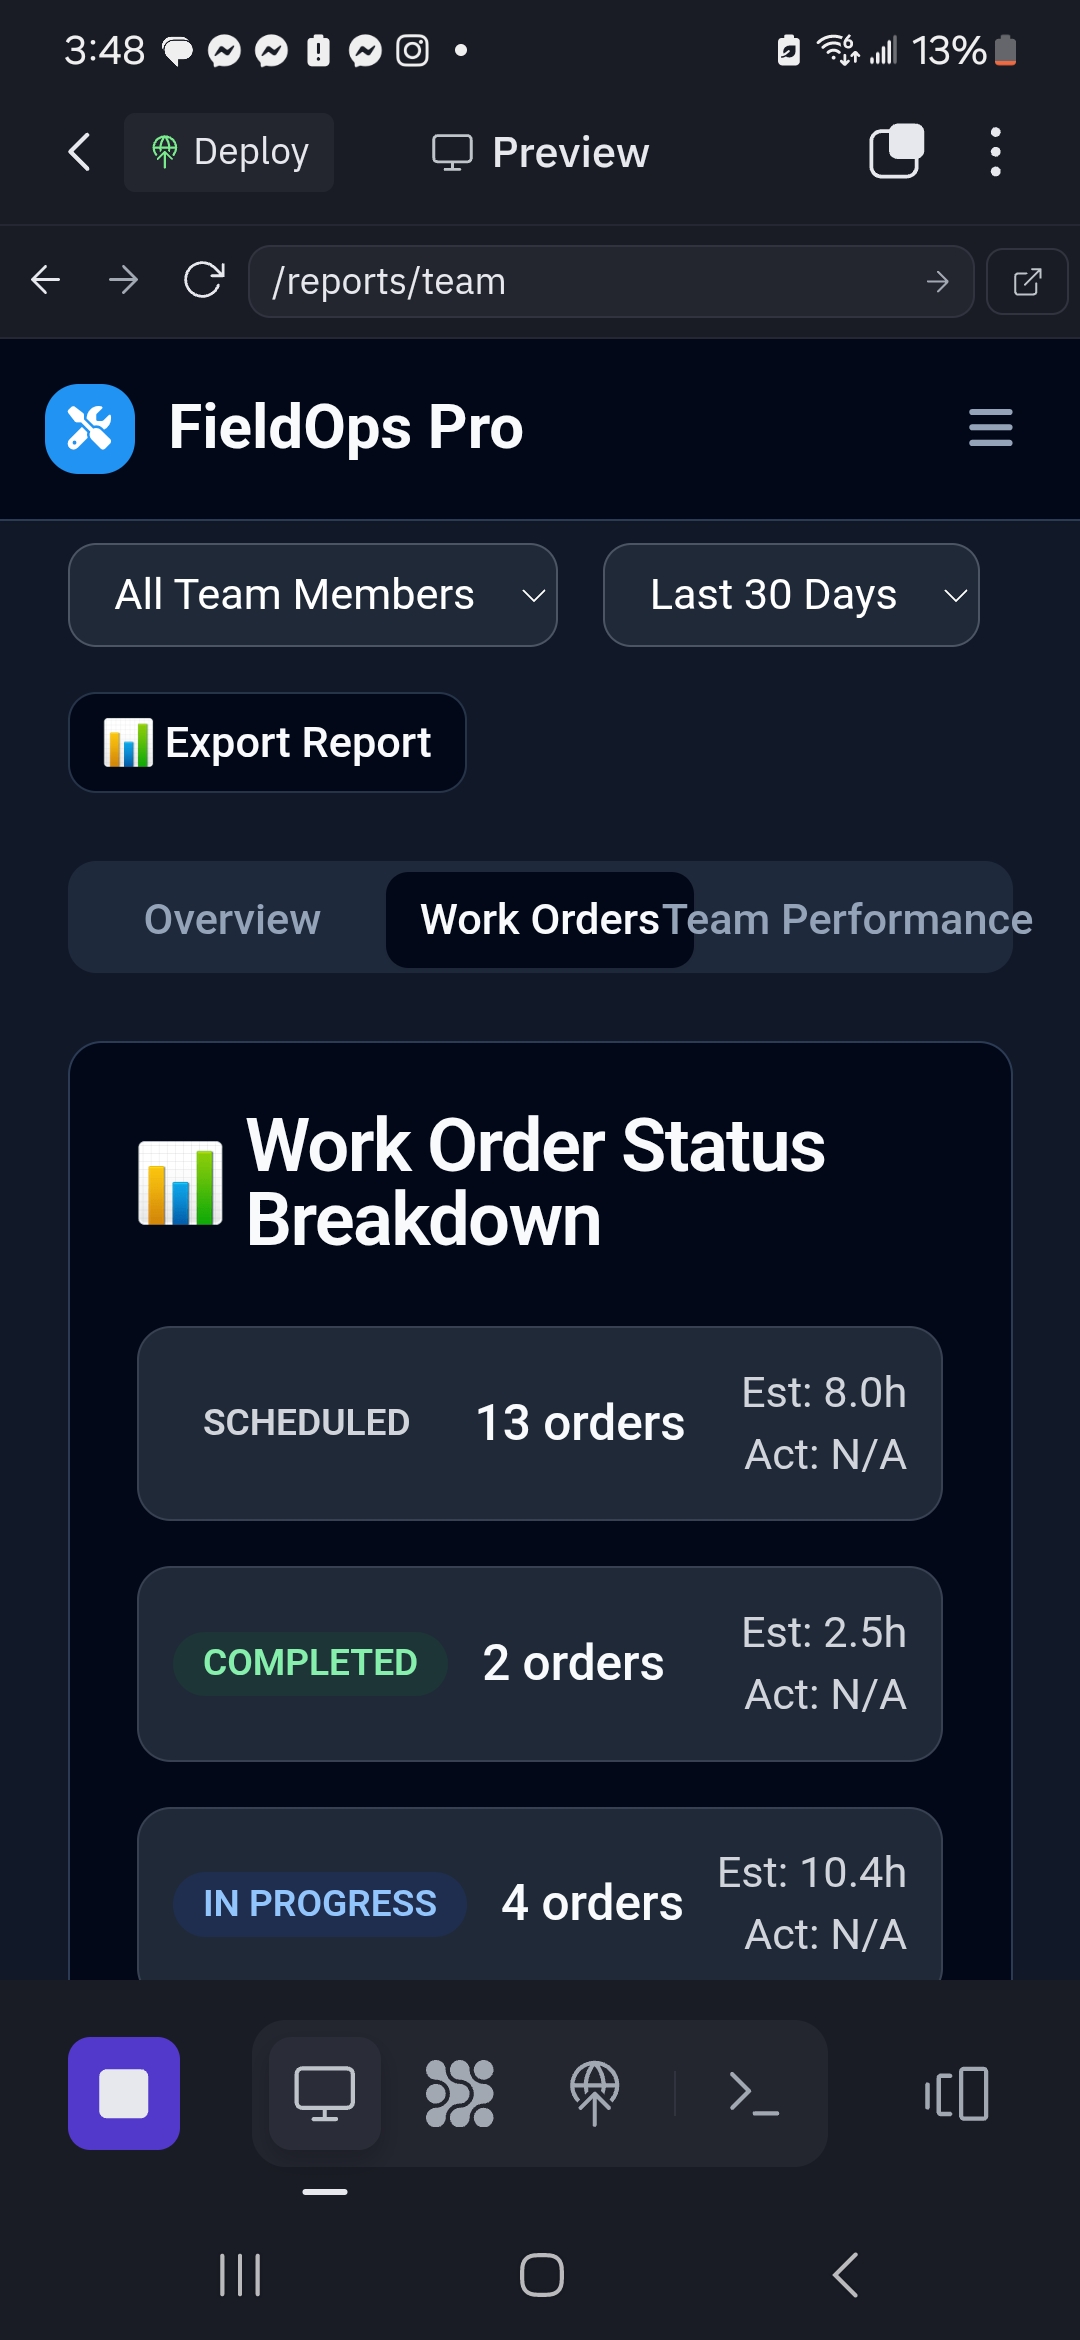 3:48
13%
Deploy
Preview
/reports/team
FieldOps Pro
All Team Members
Last 30 Days
Export Report
Overview
Work Orders
Team Performance
Work Order Status
Breakdown
SCHEDULED
13 orders
Est: 8.0h
Act: N/A
COMPLETED
2 orders
Est: 2.5h
Act: N/A
IN PROGRESS
4 orders
Est: 10.4h
Act: N/A